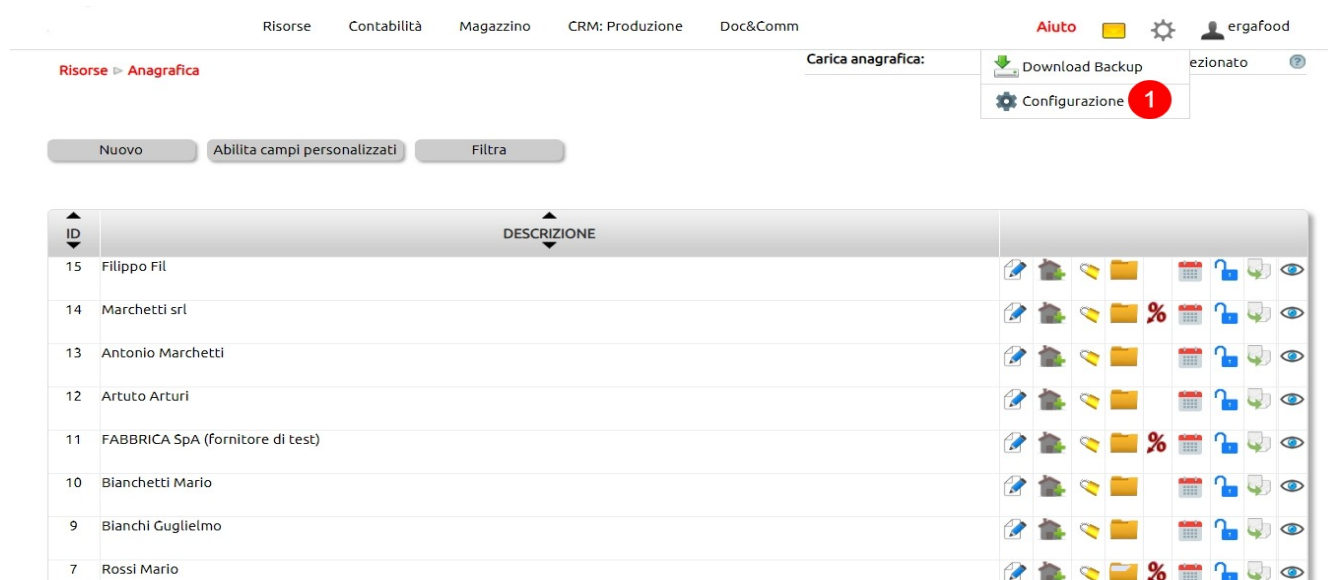 Risorse Contabilità Magazzino CRM: Produzione Doc&Comm Aiuto ergafood
Risorse ▷ Anagrafica
Carica anagrafica: ezionato ?
Download Backup
Configurazione 1
Nuovo Abilita campi personalizzati Filtra
ID DESCRIZIONE
15 Filippo Fil
14 Marchetti srl
13 Antonio Marchetti
12 Artuto Arturi
11 FABBRICA SpA (fornitore di test)
10 Bianchetti Mario
9 Bianchi Guglielmo
7 Rossi Mario